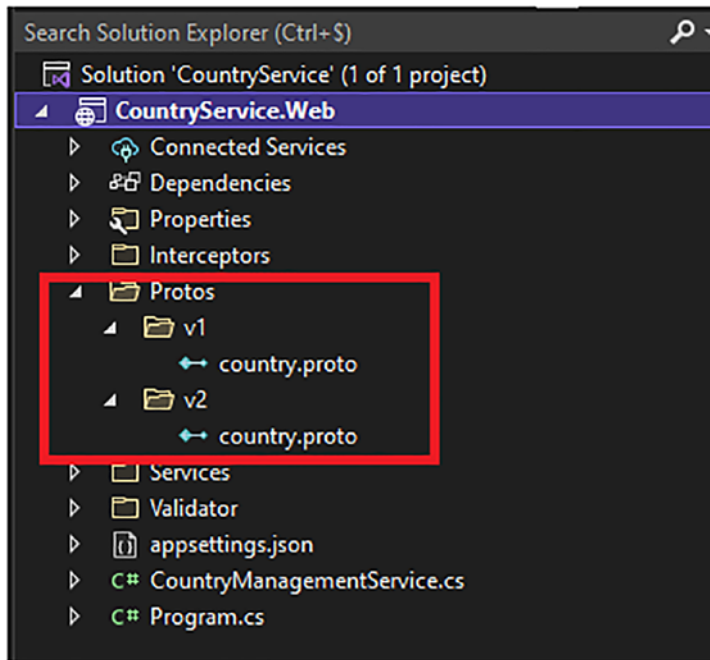 Search Solution Explorer (Ctrl+$)
Solution 'CountryService' (1 of 1 project)
CountryService.Web
Connected Services
Dependencies
Properties
Interceptors
Protos
v1
country.proto
v2
country.proto
Services
Validator
appsettings.json
C# CountryManagementService.cs
C# Program.cs